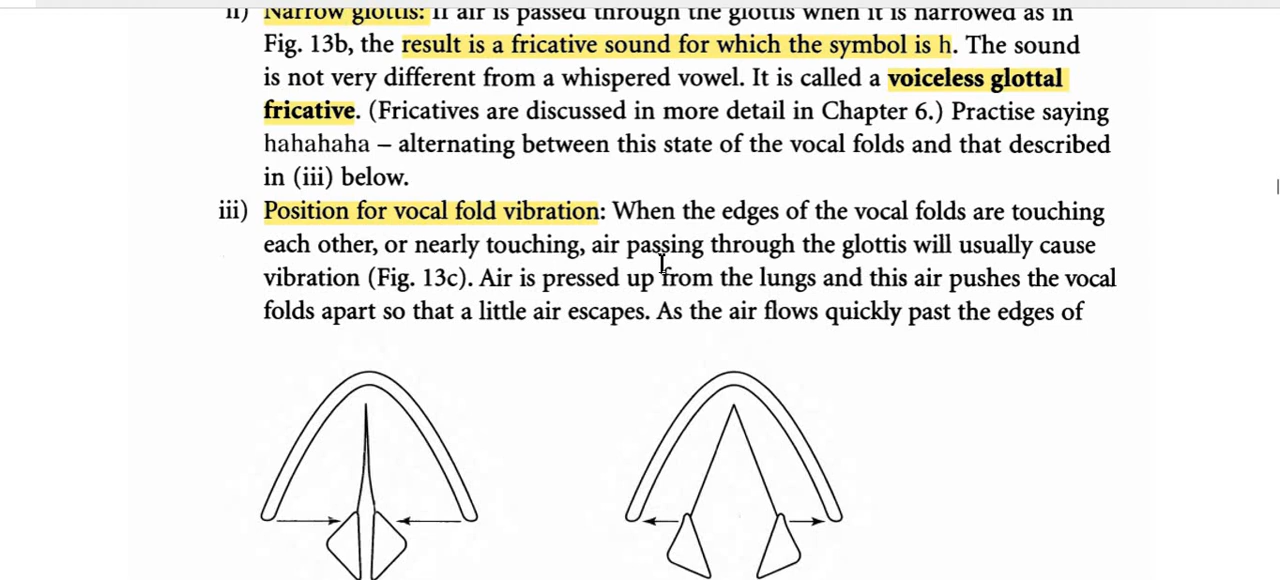 ii) Narrow glottis: If air is passed through the glottis when it is narrowed as in
Fig. 13b, the result is a fricative sound for which the symbol is h. The sound
is not very different from a whispered vowel. It is called a voiceless glottal
fricative. (Fricatives are discussed in more detail in Chapter 6.) Practise saying
hahahaha – alternating between this state of the vocal folds and that described
in (iii) below.
iii) Position for vocal fold vibration: When the edges of the vocal folds are touching
each other, or nearly touching, air passing through the glottis will usually cause
vibration (Fig. 13c). Air is pressed up from the lungs and this air pushes the vocal
folds apart so that a little air escapes. As the air flows quickly past the edges of